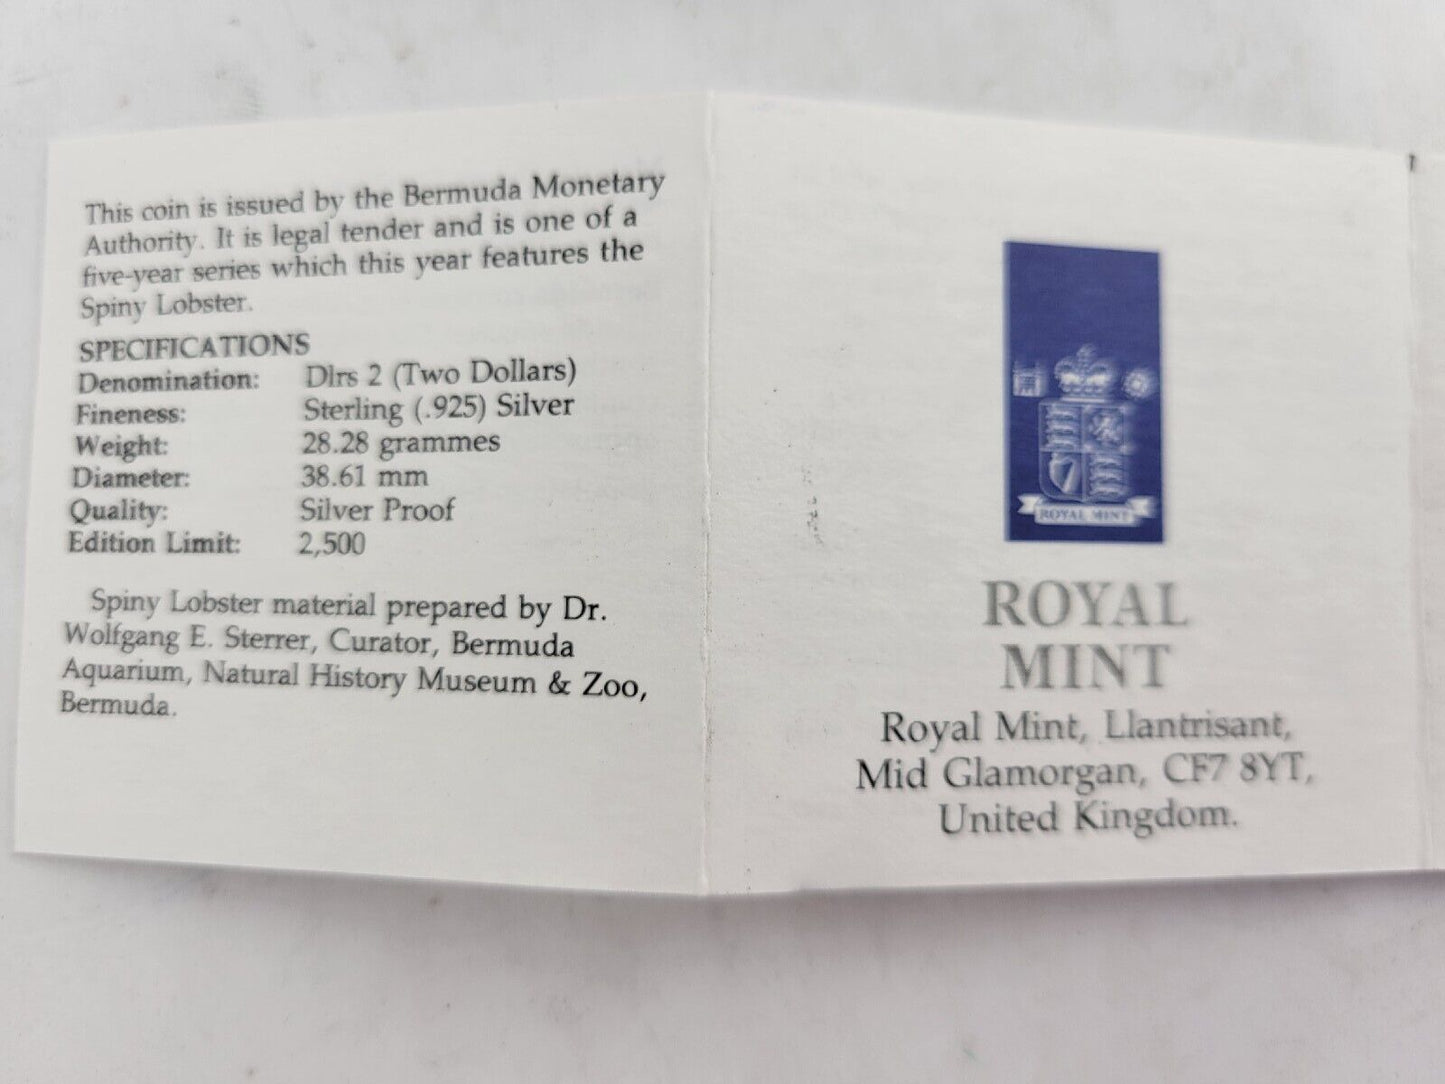 This coin is issued by the Bermuda Monetary
Authority. It is legal tender and is one of a
five-year series which this year features the
Spiny Lobster.
SPECIFICATIONS
Denomination: Dlrs 2 (Two Dollars)
Fineness: Sterling (.925) Silver
Weight: 28.28 grammes
Diameter: 38.61 mm
Quality: Silver Proof
Edition Limit: 2,500
Spiny Lobster material prepared by Dr.
Wolfgang E. Sterrer, Curator, Bermuda
Aquarium, Natural History Museum & Zoo,
Bermuda.
ROYAL MINT
ROYAL
MINT
Royal Mint, Llantrisant,
Mid Glamorgan, CF7 8YT,
United Kingdom.